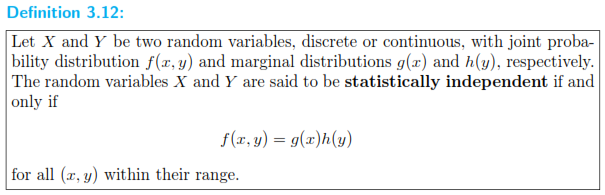 Definition 3.12:
Let X and Y be two random variables, discrete or continuous, with joint proba-
bility distribution f(x, y) and marginal distributions g(x) and h(y), respectively.
The random variables X and Y are said to be statistically independent if and
only if
f(x, y) = g(x)h(y)
for all (x, y) within their range.